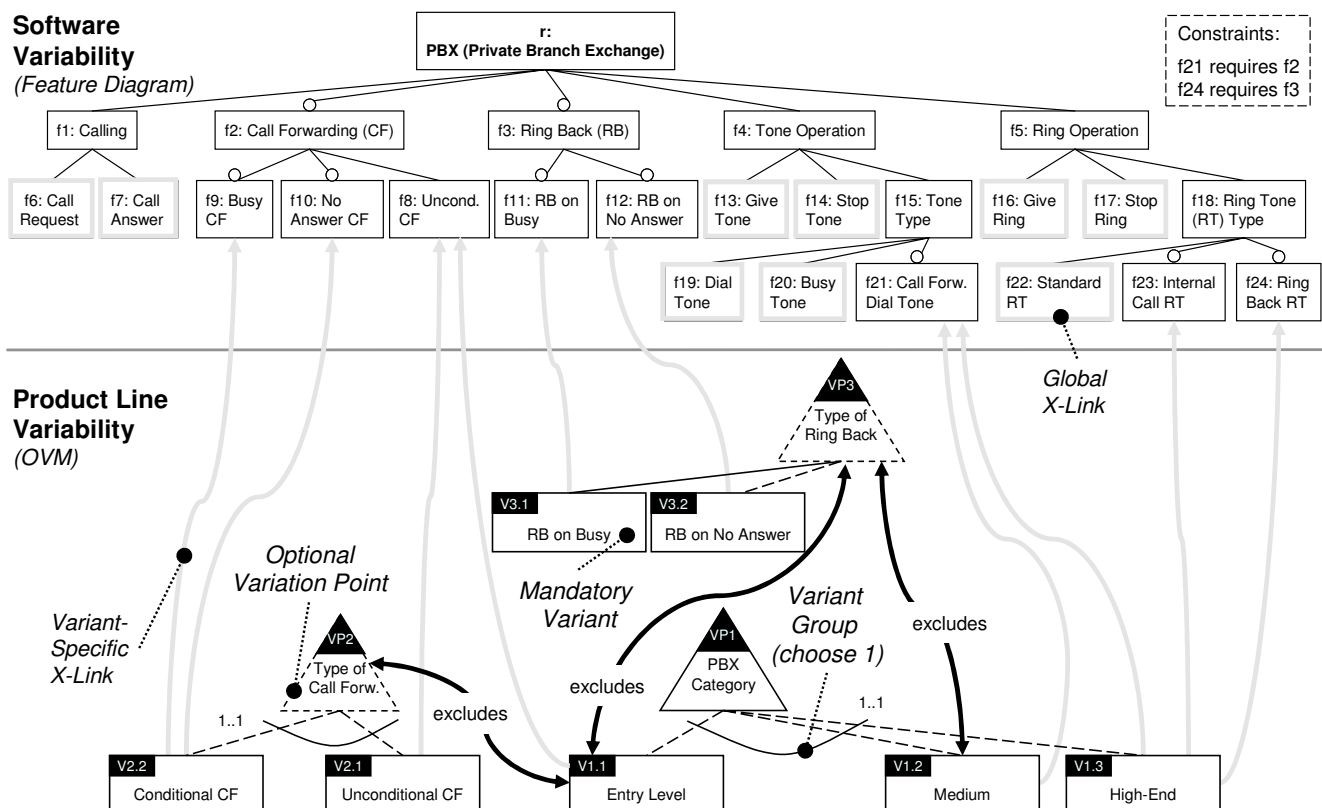 Software
Variability
(Feature Diagram)
r:
PBX (Private Branch Exchange)
Constraints:
f21 requires f2
f24 requires f3
f1: Calling
f2: Call Forwarding (CF)
f3: Ring Back (RB)
f4: Tone Operation
f5: Ring Operation
f6: Call
Request
f7: Call
Answer
f9: Busy
CF
f10: No
Answer CF
f8: Uncond.
CF
f11: RB on
Busy
f12: RB on
No Answer
f13: Give
Tone
f14: Stop
Tone
f15: Tone
Type
f16: Give
Ring
f17: Stop
Ring
f18: Ring Tone
(RT) Type
f19: Dial
Tone
f20: Busy
Tone
f21: Call Forw.
Dial Tone
f22: Standard
RT
f23: Internal
Call RT
f24: Ring
Back RT
Global
X-Link
Product Line
Variability
(OVM)
VP3
Type of
Ring Back
V3.1
RB on Busy
V3.2
RB on No Answer
Optional
Variation Point
Mandatory
Variant
Variant
Group
(choose 1)
Variant-
Specific
X-Link
VP2
Type of
Call Forw.
VP1
PBX
Category
excludes
excludes
excludes
1..1
1..1
V2.2
Conditional CF
V2.1
Unconditional CF
V1.1
Entry Level
V1.2
Medium
V1.3
High-End